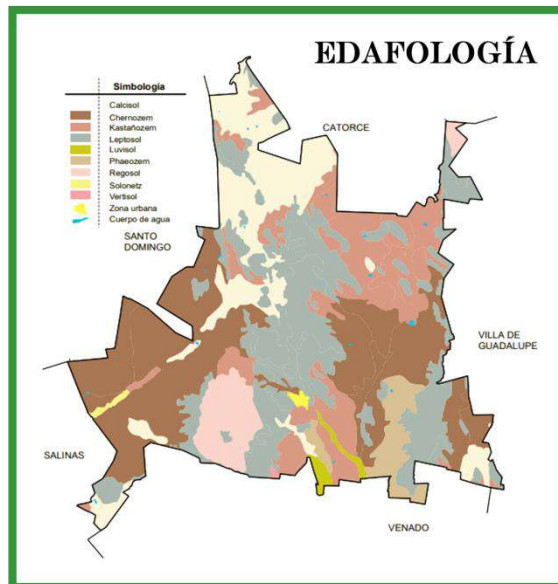 EDAFOLOGÍA
Simbología
Calcisol
Chernozem
Kastañozem
Leptosol
Luvisol
Phaeozem
Regosol
Solonetz
Vertisol
Zona urbana
Cuerpo de agua
CATORCE
SANTO
DOMINGO
VILLA DE
GUADALUPE
SALINAS
VENADO